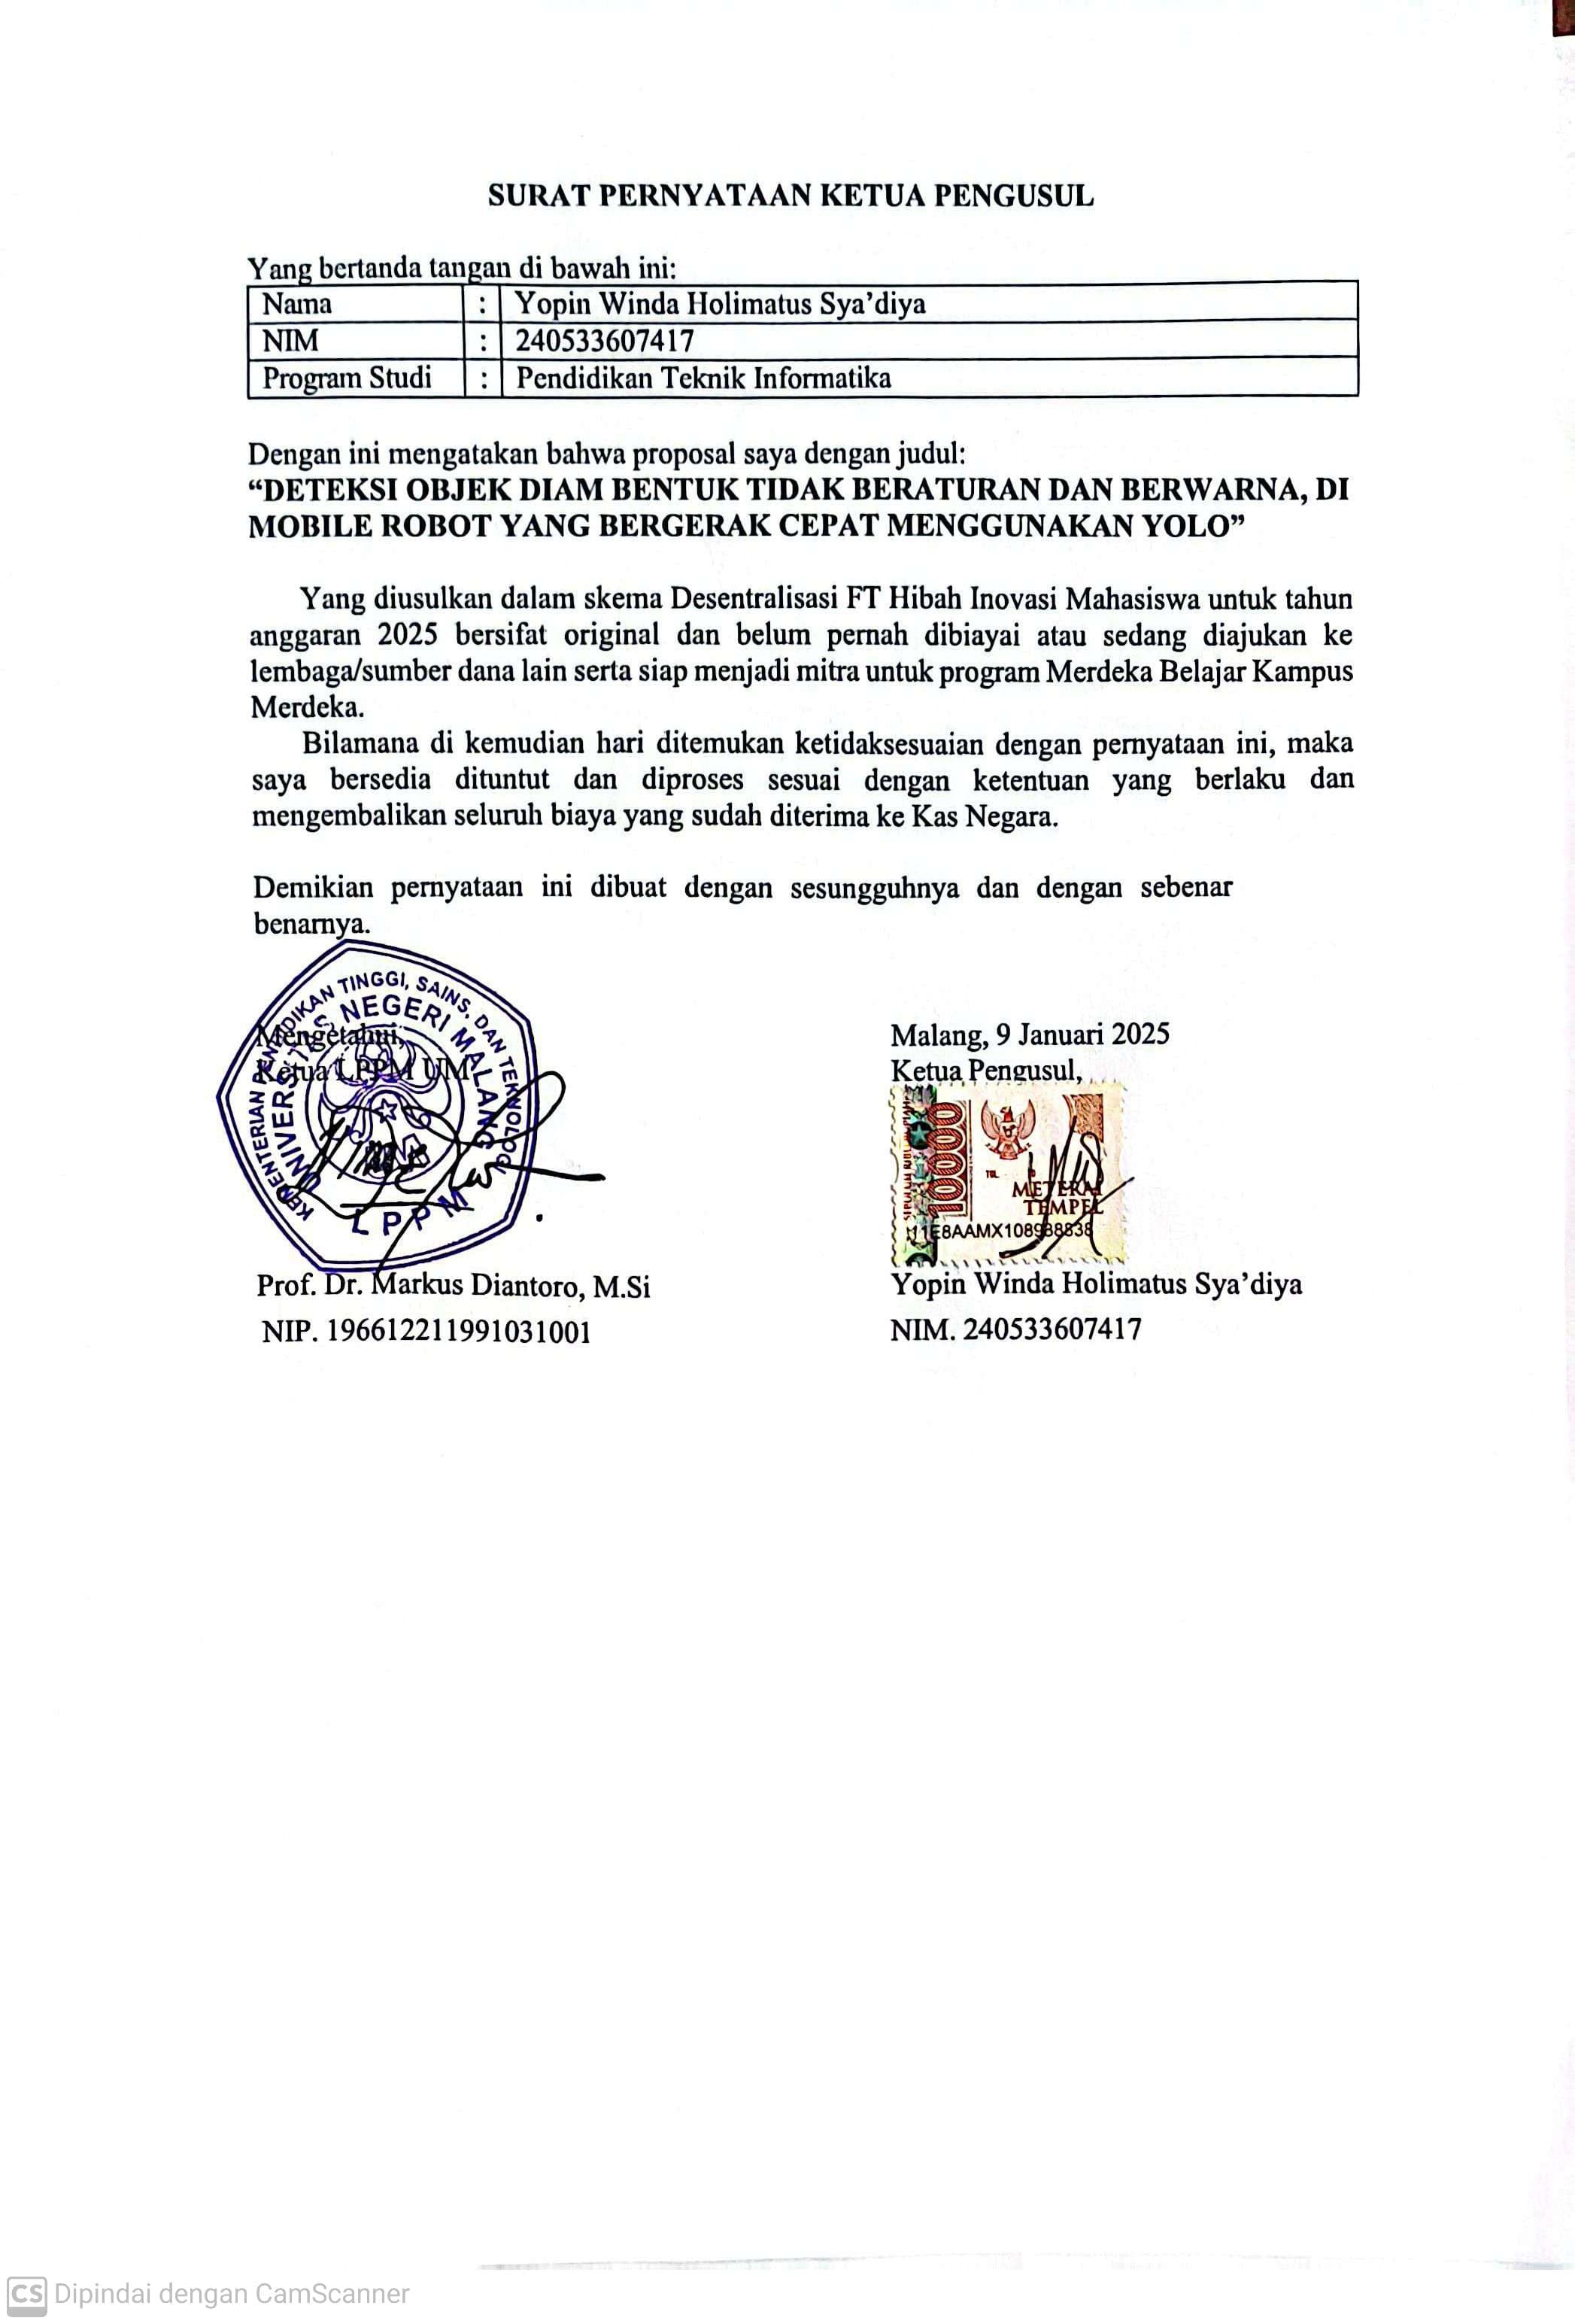 SURAT PERNYATAAN KETUA PENGUSUL
Yang bertanda tangan di bawah ini:
Nama : Yopin Winda Holimatus Sya’diya
NIM : 240533607417
Program Studi : Pendidikan Teknik Informatika
Dengan ini mengatakan bahwa proposal saya dengan judul:
“DETEKSI OBJEK DIAM BENTUK TIDAK BERATURAN DAN BERWARNA, DI
MOBILE ROBOT YANG BERGERAK CEPAT MENGGUNAKAN YOLO”
Yang diusulkan dalam skema Desentralisasi FT Hibah Inovasi Mahasiswa untuk tahun
anggaran 2025 bersifat original dan belum pernah dibiayai atau sedang diajukan ke
lembaga/sumber dana lain serta siap menjadi mitra untuk program Merdeka Belajar Kampus
Merdeka.
Bilamana di kemudian hari ditemukan ketidaksesuaian dengan pernyataan ini, maka
saya bersedia dituntut dan diproses sesuai dengan ketentuan yang berlaku dan
mengembalikan seluruh biaya yang sudah diterima ke Kas Negara.
Demikian pernyataan ini dibuat dengan sesungguhnya dan dengan sebenar
benarnya.
Mengetahui,
Ketua LPPM UM
KEMENTERIAN PENDIDIKAN TINGGI, SAINS, DAN TEKNOLOGI
UNIVERSITAS NEGERI MALANG
LPPM
Prof. Dr. Markus Diantoro, M.Si
NIP. 196612211991031001
Malang, 9 Januari 2025
Ketua Pengusul,
10000
TGL
METERAI
TEMPEL
Yopin Winda Holimatus Sya’diya
NIM. 240533607417
CS Dipindai dengan CamScanner